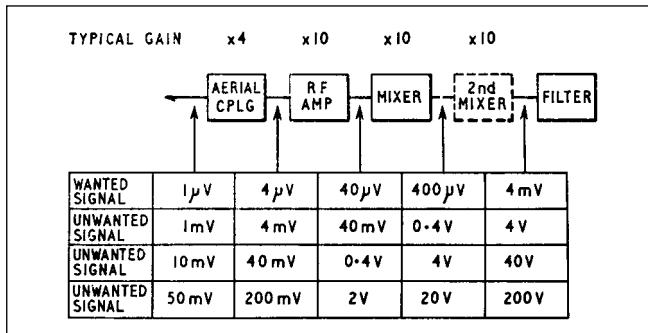 TYPICAL GAIN x4 x10 x10 x10
AERIAL CPLG
RF AMP
MIXER
2nd MIXER
FILTER
WANTED SIGNAL 1µV 4µV 40µV 400µV 4mV
UNWANTED SIGNAL 1mV 4mV 40mV 0·4V 4V
UNWANTED SIGNAL 10mV 40mV 0·4V 4V 40V
UNWANTED SIGNAL 50mV 200mV 2V 20V 200V